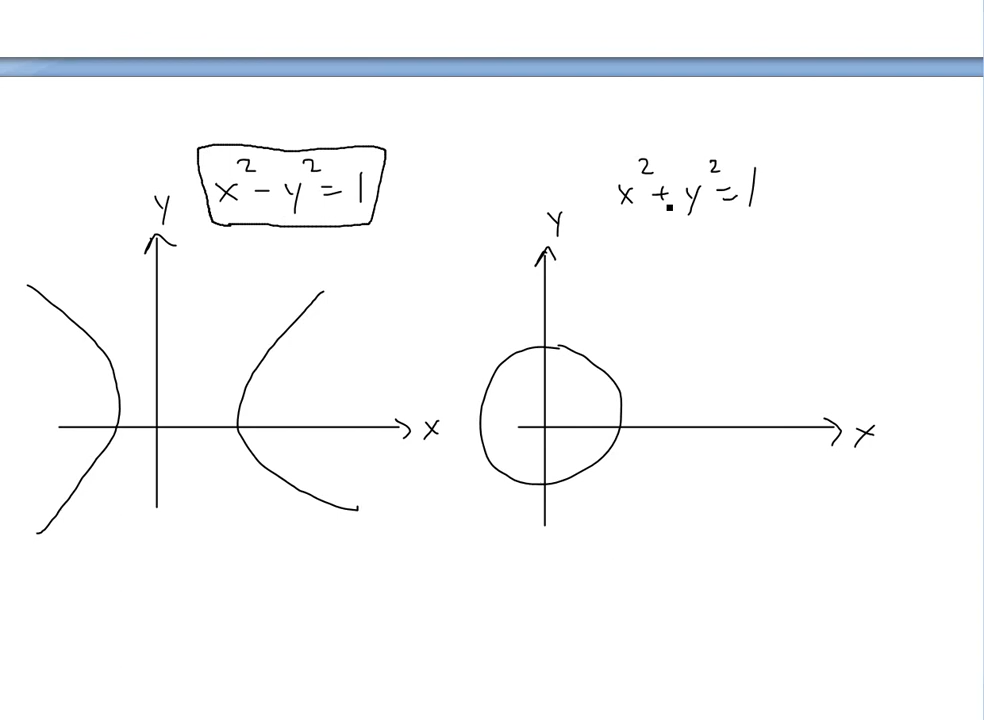 x² - y² = 1
x² + y² = 1
y
y
x
x